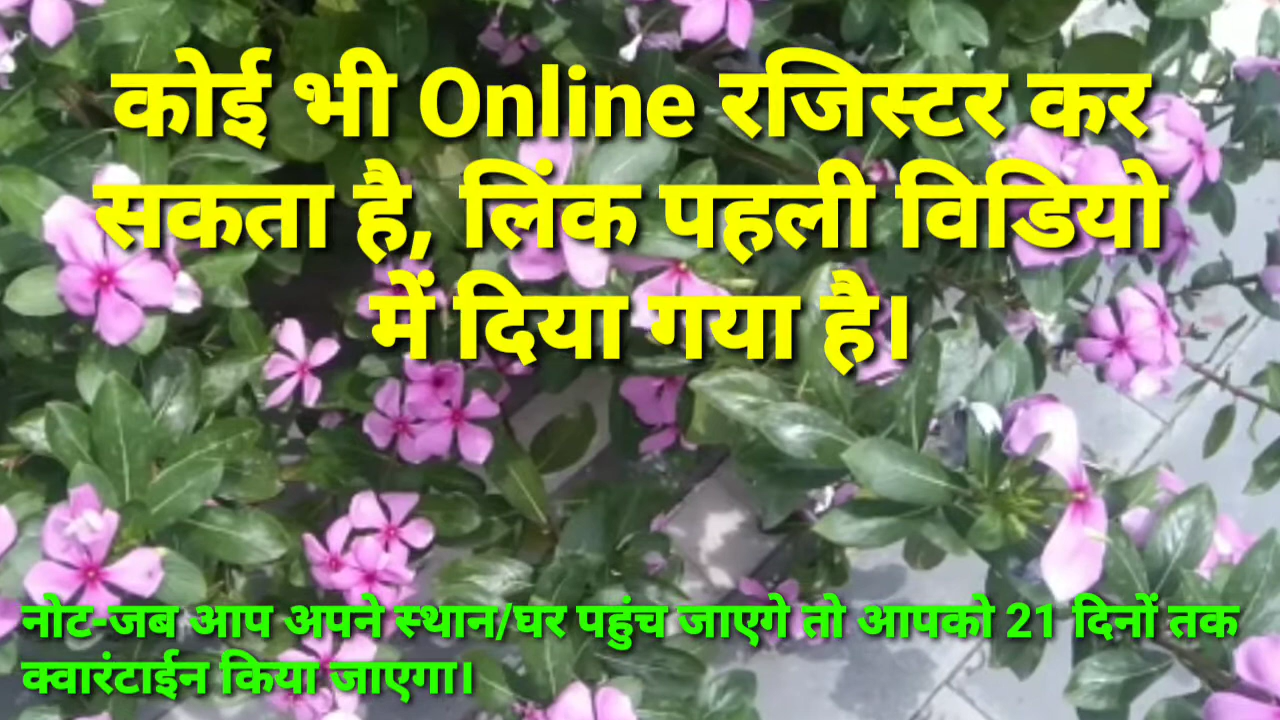 कोई भी Online रजिस्टर कर
सकता है, लिंक पहली विडियो
में दिया गया है।
नोट-जब आप अपने स्थान/घर पहुंच जाएगे तो आपको 21 दिनों तक
क्वारंटाईन किया जाएगा।